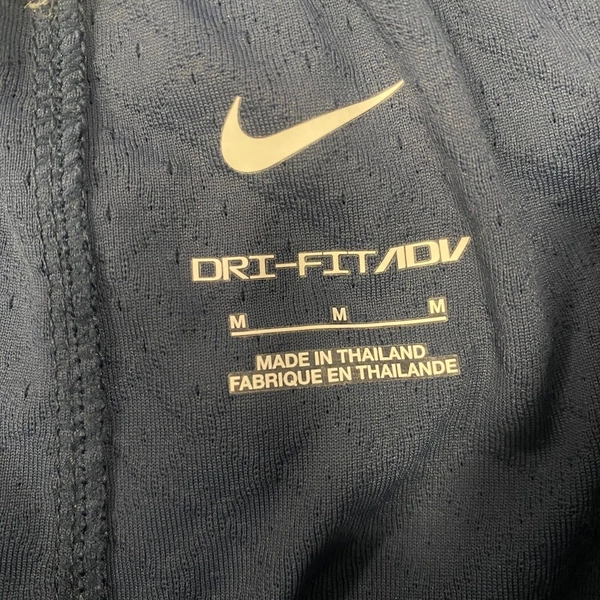 DRI-FIT ADV
M M M
MADE IN THAILAND
FABRIQUE EN THAILANDE